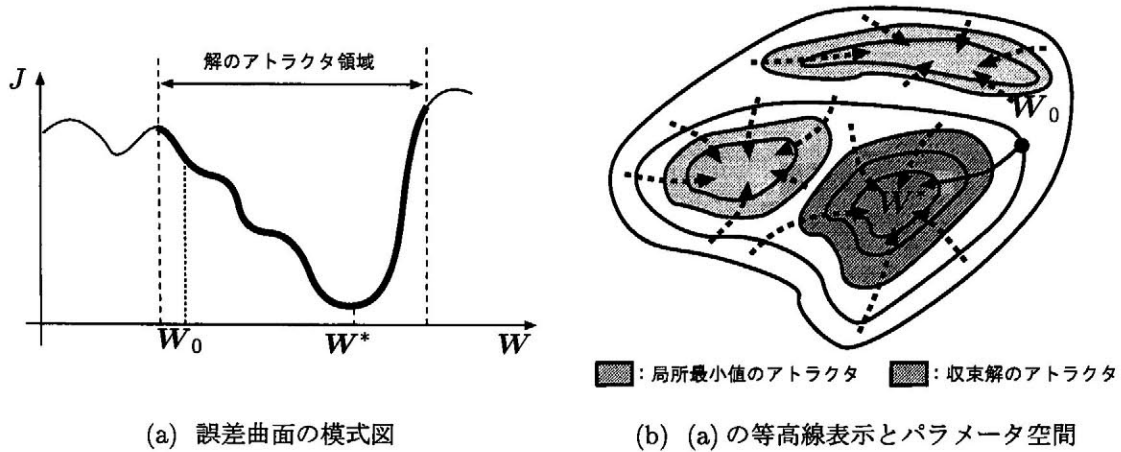 解のアトラクタ領域
J
W₀
W*
W
W₀
W*
：局所最小値のアトラクタ
：収束解のアトラクタ
(a) 誤差曲面の模式図
(b) (a) の等高線表示とパラメータ空間